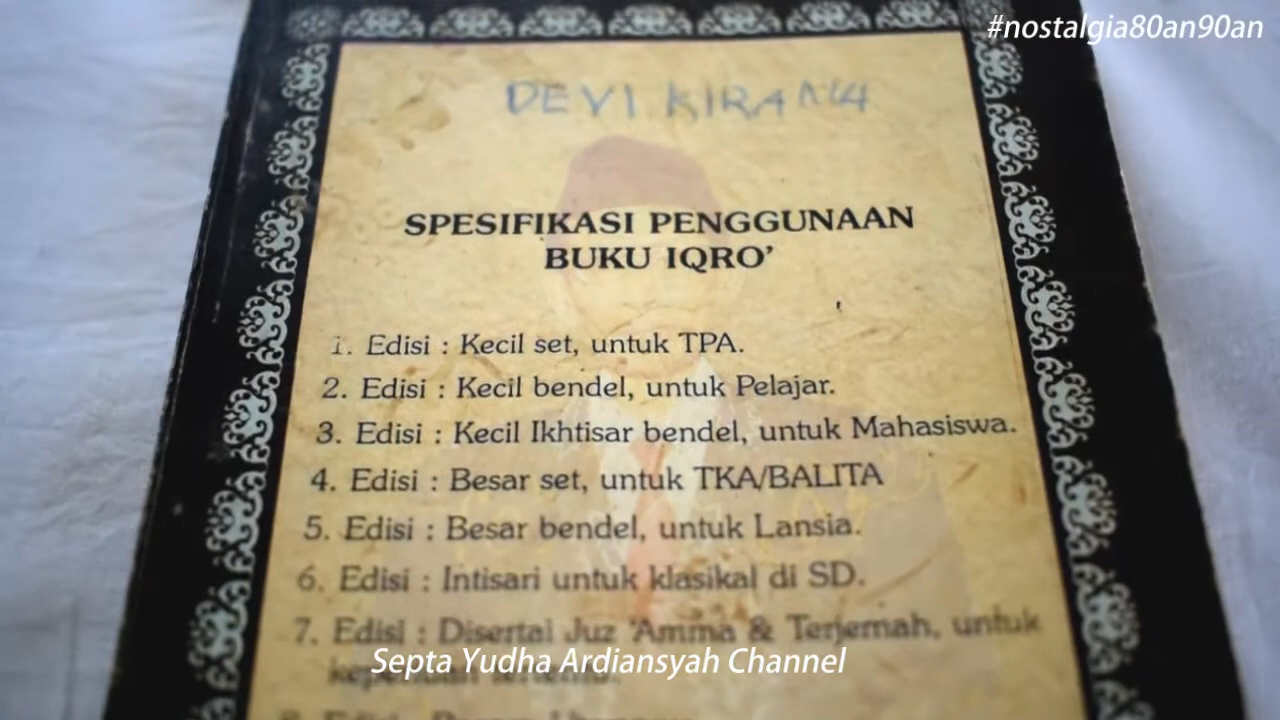 #nostalgia80an90an
DEVI KIRANA
SPESIFIKASI PENGGUNAAN
BUKU IQRO'
1. Edisi : Kecil set, untuk TPA.
2. Edisi : Kecil bendel, untuk Pelajar.
3. Edisi : Kecil Ikhtisar bendel, untuk Mahasiswa.
4. Edisi : Besar set, untuk TKA/BALITA
5. Edisi : Besar bendel, untuk Lansia.
6. Edisi : Intisari untuk klasikal di SD.
7. Edisi : Disertai Juz 'Amma & Terjemah, untuk
Septa Yudha Ardiansyah Channel
8. Edisi :